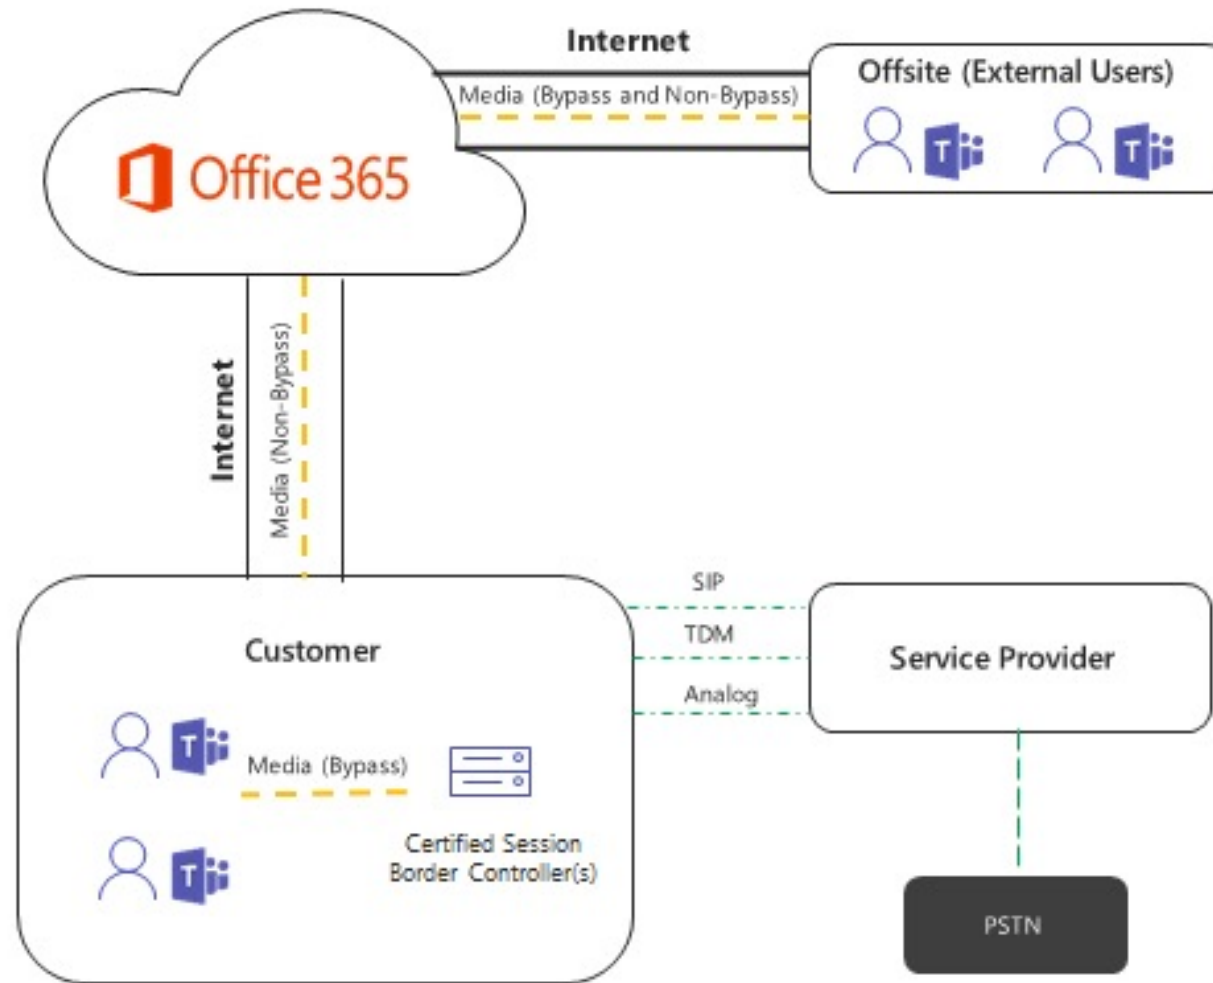 Internet
Offsite (External Users)
Media (Bypass and Non-Bypass)
T
T
Office 365
Internet
Media (Non-Bypass)
SIP
TDM
Analog
Customer
Service Provider
T
Media (Bypass)
T
Certified Session
Border Controller(s)
PSTN